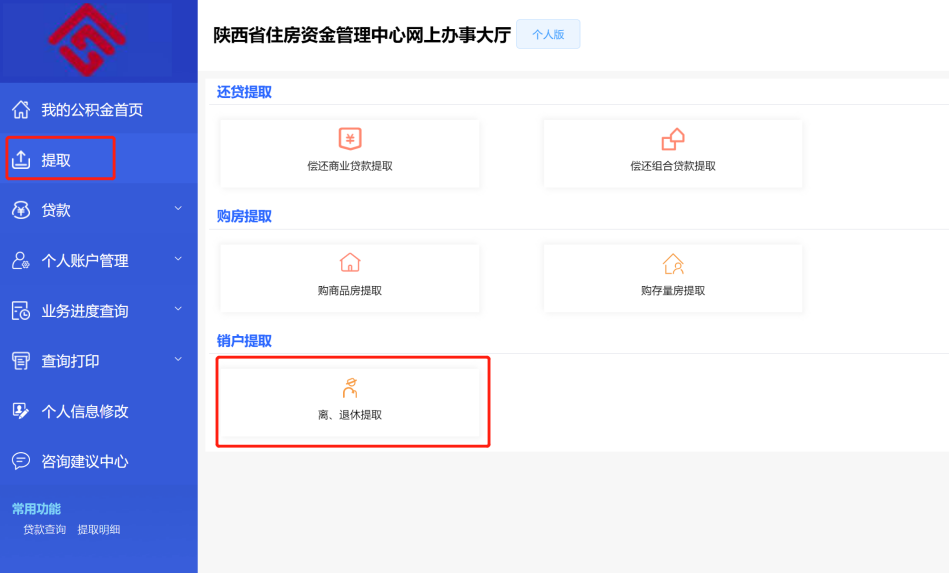 陕西省住房资金管理中心网上办事大厅 个人版
我的公积金首页
提取
贷款
个人账户管理
业务进度查询
查询打印
个人信息修改
咨询建议中心
常用功能
贷款查询 提取明细
还贷提取
偿还商业贷款提取 偿还组合贷款提取
购房提取
购商品房提取 购存量房提取
销户提取
离、退休提取